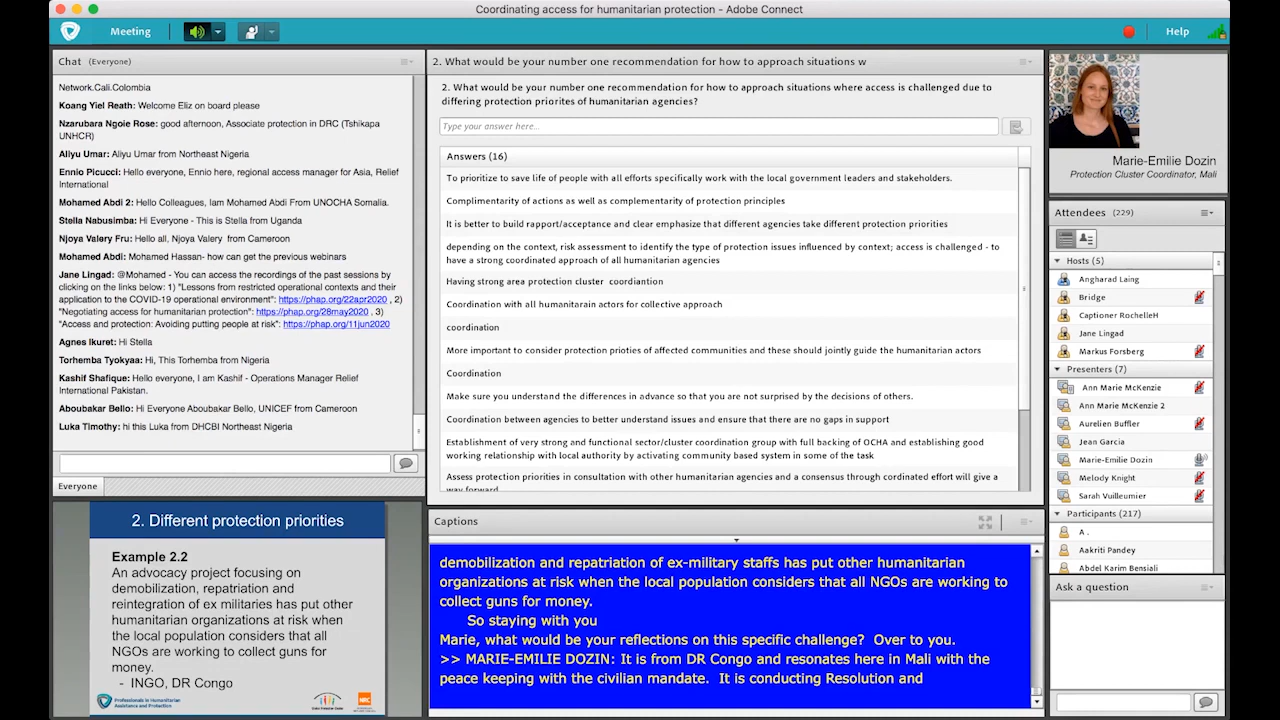 Coordinating access for humanitarian protection - Adobe Connect
Meeting
Help
Chat (Everyone)
Network.Cali.Colombia
Koang Yiel Reath: Welcome Eliz on board please
Nzarubara Ngoie Rose: good afternoon, Associate protection in DRC (Tshikapa
UNHCR)
Aliyu Umar: Aliyu Umar from Northeast Nigeria
Ennio Picucci: Hello everyone, Ennio here, regional access manager for Asia, Relief
International
Mohamed Abdi 2: Hello Colleagues, Iam Mohamed Abdi From UNOCHA Somalia.
Stella Nabusimba: Hi Everyone - This is Stella from Uganda
Njoya Valery Fru: Hello all, Njoya Valery from Cameroon
Mohamed Abdi: Mohamed Hassan- how can get the previous webinars
Jane Lingad: @Mohamed - You can access the recordings of the past sessions by
clicking on the links below: 1) "Lessons from restricted operational contexts and their
application to the COVID-19 operational environment": https://phap.org/22apr2020 , 2)
"Negotiating access for humanitarian protection": https://phap.org/28may2020 , 3)
"Access and protection: Avoiding putting people at risk": https://phap.org/11jun2020
Agnes Ikuret: Hi Stella
Torhemba Tyokyaa: Hi, This Torhemba from Nigeria
Kashif Shafique: Hello everyone, I am Kashif - Operations Manager Relief
International Pakistan.
Aboubakar Bello: Hi Everyone Aboubakar Bello, UNICEF from Cameroon
Luka Timothy: hi this Luka from DHCBI Northeast Nigeria
Everyone
2. Different protection priorities
Example 2.2
An advocacy project focusing on
demobilization, repatriation and
reintegration of ex militaries has put other
humanitarian organizations at risk when
the local population considers that all
NGOs are working to collect guns for
money.
- INGO, DR Congo
Professionals in Humanitarian
Assistance and Protection
NRC
2. What would be your number one recommendation for how to approach situations w
2. What would be your number one recommendation for how to approach situations where access is challenged due to
differing protection priorites of humanitarian agencies?
Type your answer here...
Answers (16)
To prioritize to save life of people with all efforts specifically work with the local government leaders and stakeholders.
Complimentarity of actions as well as complementarity of protection principles
It is better to build rapport/acceptance and clear emphasize that different agencies take different protection priorities
depending on the context, risk assessment to identify the type of protection issues influenced by context; access is challenged - to
have a strong coordinated approach of all humanitarian agencies
Having strong area protection cluster coordiantion
Coordination with all humanitarain actors for collective approach
coordination
More important to consider protection prioties of affected communities and these should jointly guide the humanitarian actors
Coordination
Make sure you understand the differences in advance so that you are not surprised by the decisions of others.
Coordination between agencies to better understand issues and ensure that there are no gaps in support
Establishment of very strong and functional sector/cluster coordination group with full backing of OCHA and establishing good
working relationship with local authority by activating community based system in some of the task
Assess protection priorities in consultation with other humanitarian agencies and a consensus through cordinated effort will give a
way forward
Captions
demobilization and repatriation of ex-military staffs has put other humanitarian
organizations at risk when the local population considers that all NGOs are working to
collect guns for money.
So staying with you
Marie, what would be your reflections on this specific challenge? Over to you.
>> MARIE-EMILIE DOZIN: It is from DR Congo and resonates here in Mali with the
peace keeping with the civilian mandate. It is conducting Resolution and
Marie-Emilie Dozin
Protection Cluster Coordinator, Mali
Attendees (229)
Hosts (5)
Angharad Laing
Bridge
Captioner RochelleH
Jane Lingad
Markus Forsberg
Presenters (7)
Ann Marie McKenzie
Ann Marie McKenzie 2
Aurelien Buffler
Jean Garcia
Marie-Emilie Dozin
Melody Knight
Sarah Vuilleumier
Participants (217)
A .
Aakriti Pandey
Abdel Karim Bensiali
Ask a question